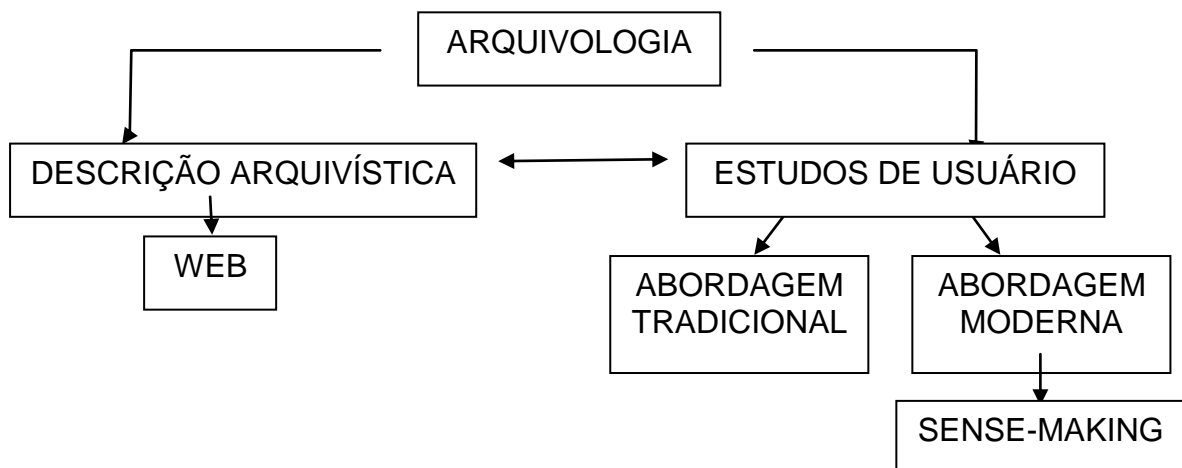 ARQUIVOLOGIA
DESCRIÇÃO ARQUIVÍSTICA
ESTUDOS DE USUÁRIO
WEB
ABORDAGEM
TRADICIONAL
ABORDAGEM
MODERNA
SENSE-MAKING